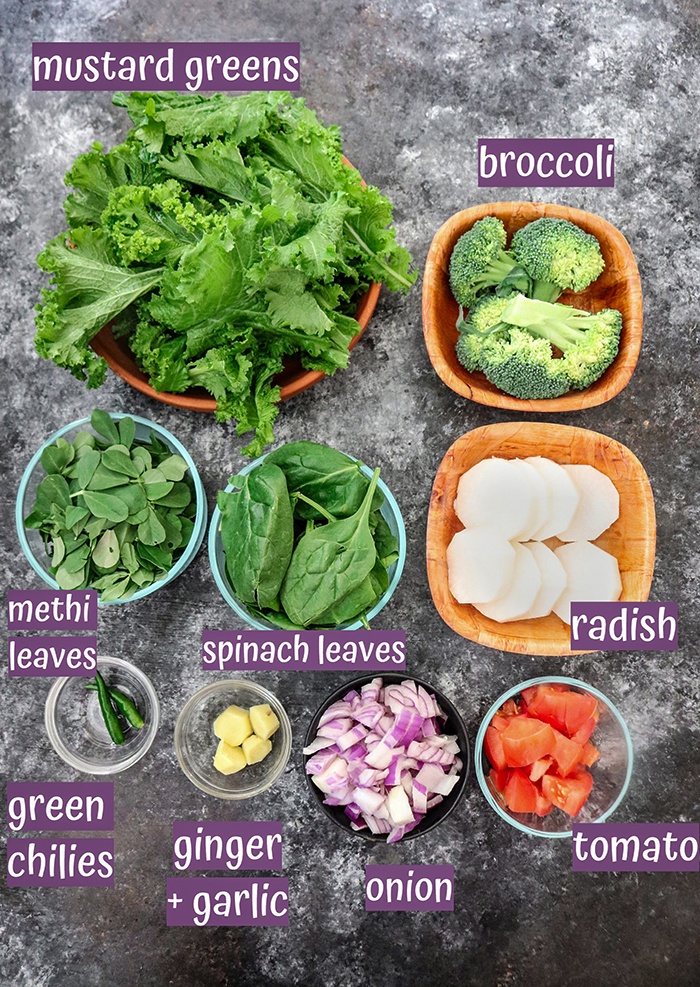 mustard greens
broccoli
methi
leaves
spinach leaves
radish
green
chilies
ginger
+ garlic
onion
tomato